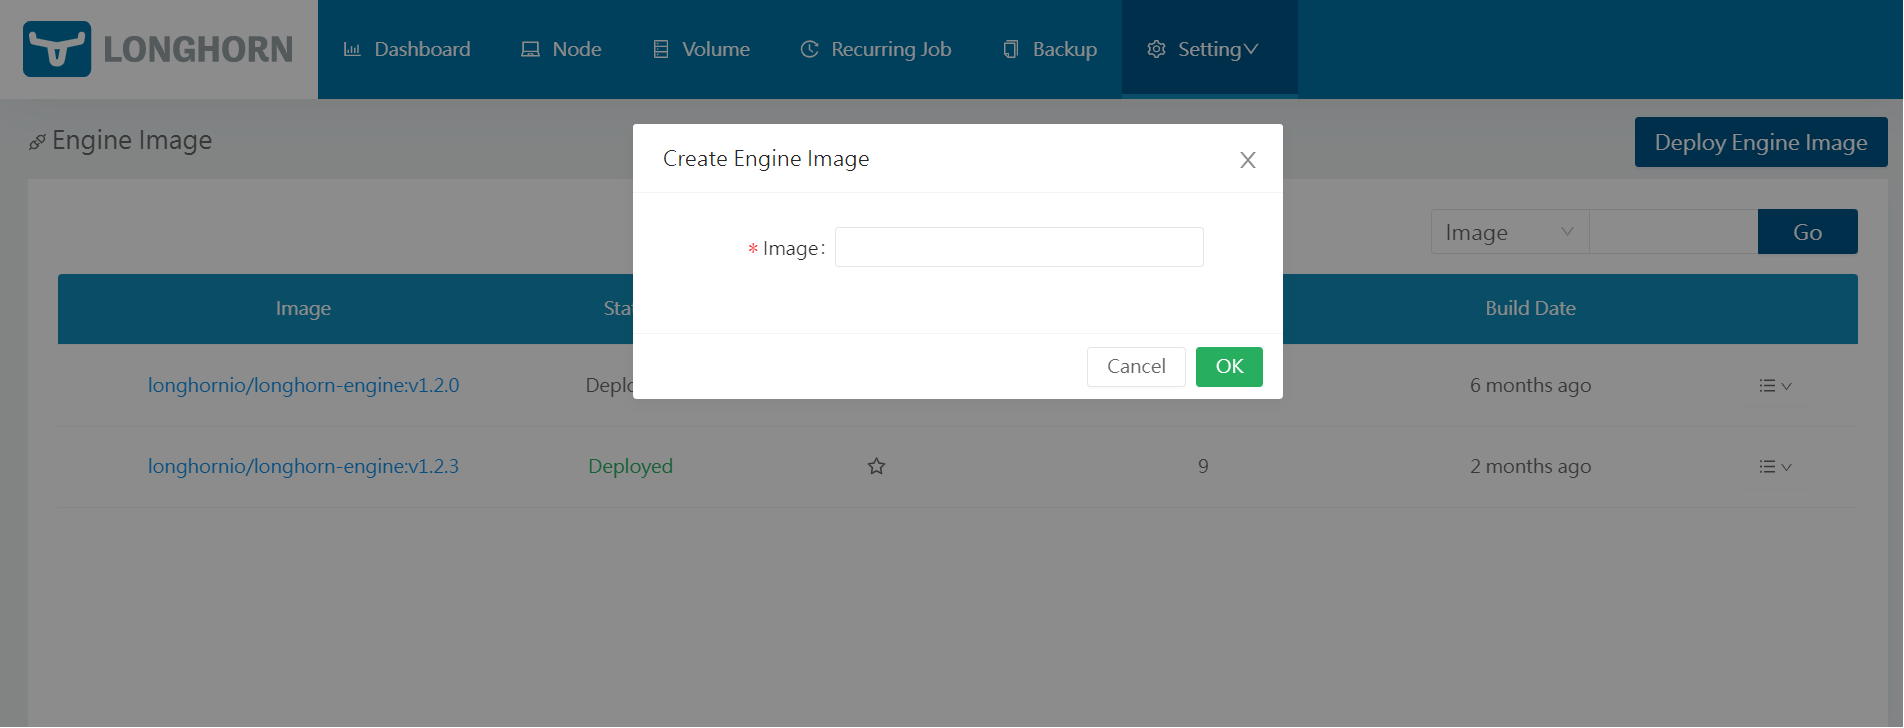 LONGHORN
Dashboard
Node
Volume
Recurring Job
Backup
Setting
Engine Image
Deploy Engine Image
Create Engine Image
* Image:
Cancel
OK
Image
Go
Image
Build Date
longhornio/longhorn-engine:v1.2.0
6 months ago
longhornio/longhorn-engine:v1.2.3
Deployed
9
2 months ago